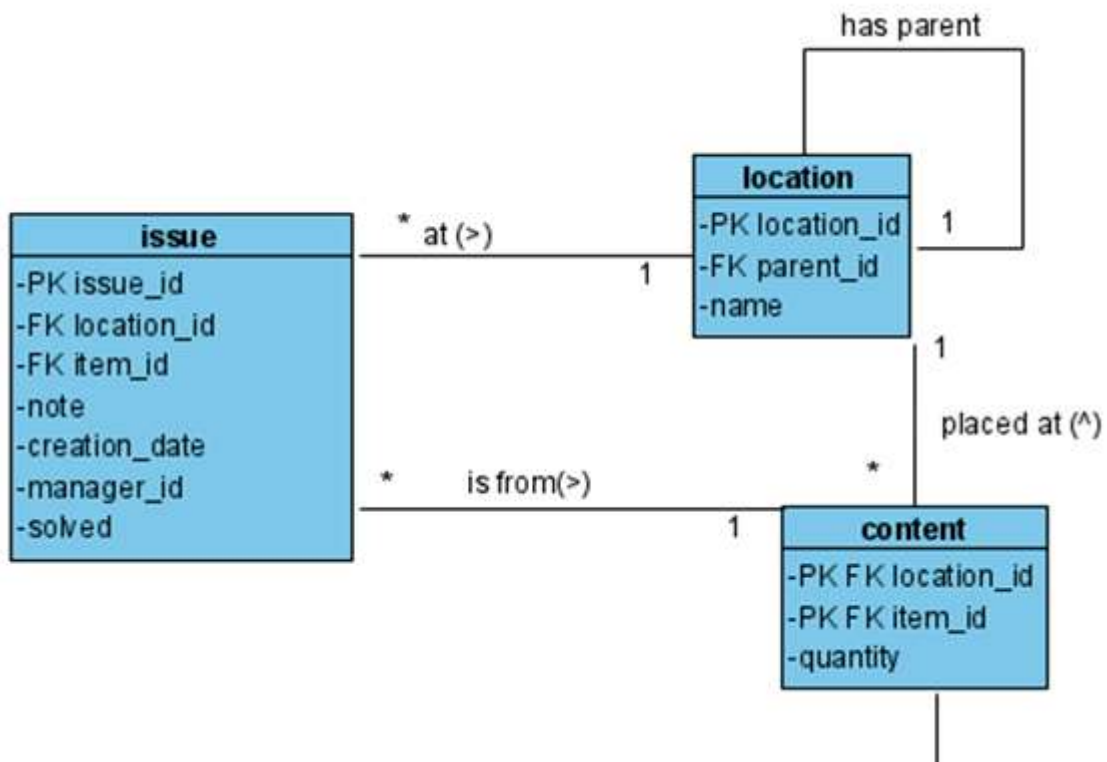 has parent
location
-PK location_id
-FK parent_id
-name
1
* at (>)
1
issue
-PK issue_id
-FK location_id
-FK item_id
-note
-creation_date
-manager_id
-solved
1
placed at (^)
*
* is from(>)
1
content
-PK FK location_id
-PK FK item_id
-quantity